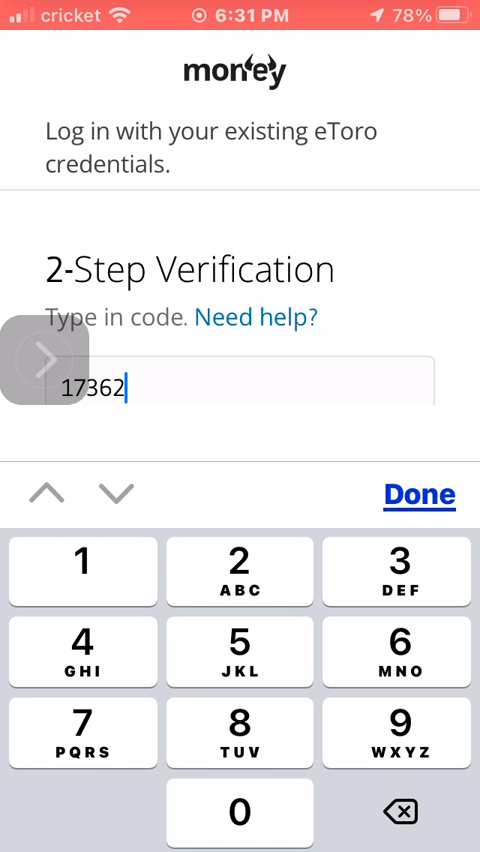 cricket 6:31 PM 78%
money
Log in with your existing eToro
credentials.
2-Step Verification
Type in code. Need help?
17362
Done
1 2 3
ABC DEF
4 5 6
GHI JKL MNO
7 8 9
PQRS TUV WXYZ
0